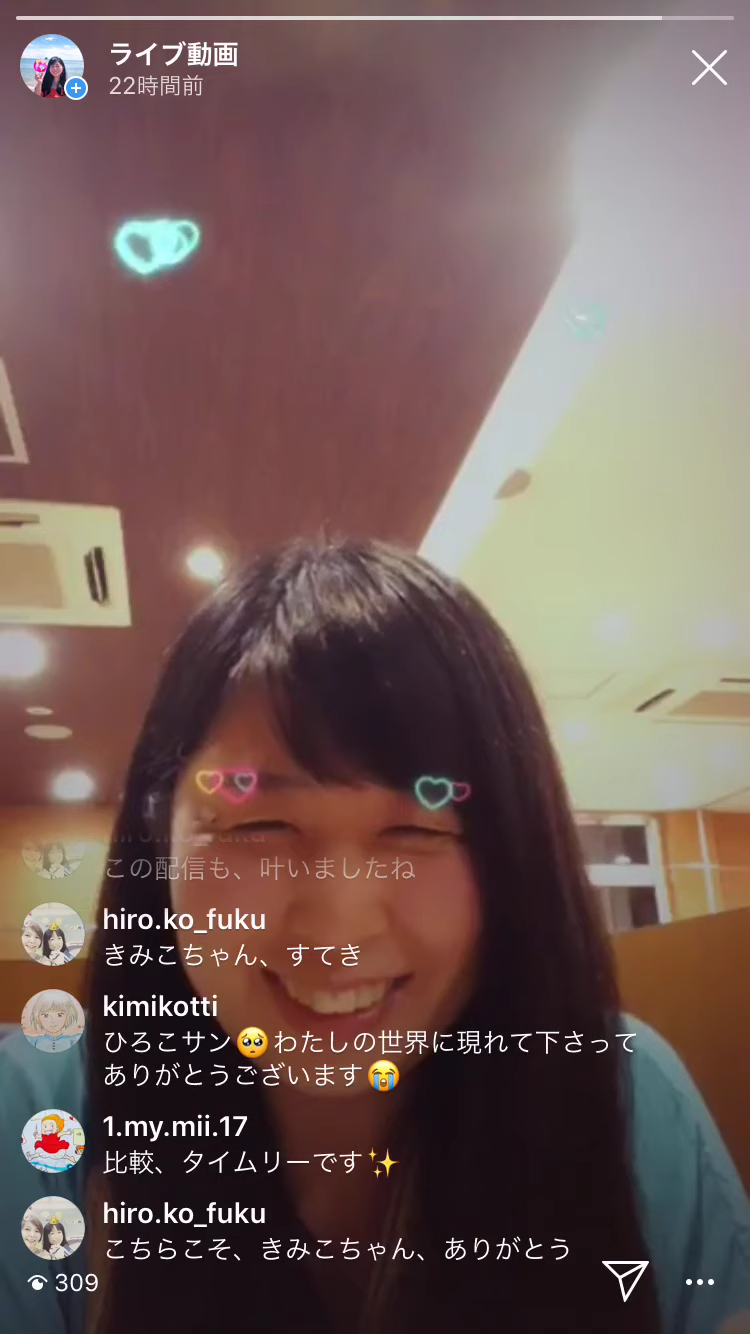 ライブ動画
22時間前
この配信も、叶いましたね
hiro.ko_fuku
きみこちゃん、すてき
kimikotti
ひろこサン🥺わたしの世界に現れて下さって
ありがとうございます😭
1.my.mii.17
比較、タイムリーです✨
hiro.ko_fuku
こちらこそ、きみこちゃん、ありがとう
309